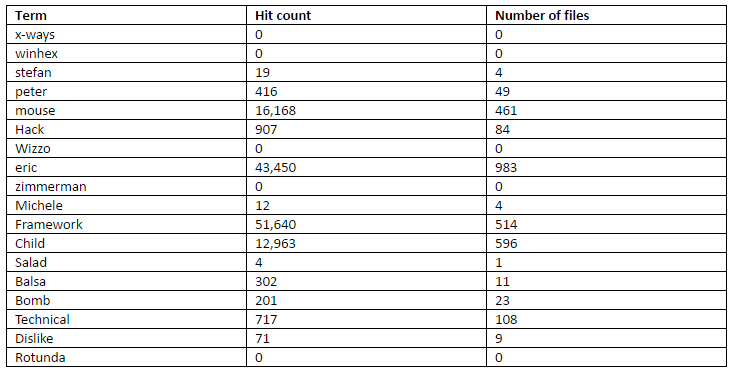 Term Hit count Number of files
x-ways 0 0
winhex 0 0
stefan 19 4
peter 416 49
mouse 16,168 461
Hack 907 84
Wizzo 0 0
eric 43,450 983
zimmerman 0 0
Michele 12 4
Framework 51,640 514
Child 12,963 596
Salad 4 1
Balsa 302 11
Bomb 201 23
Technical 717 108
Dislike 71 9
Rotunda 0 0